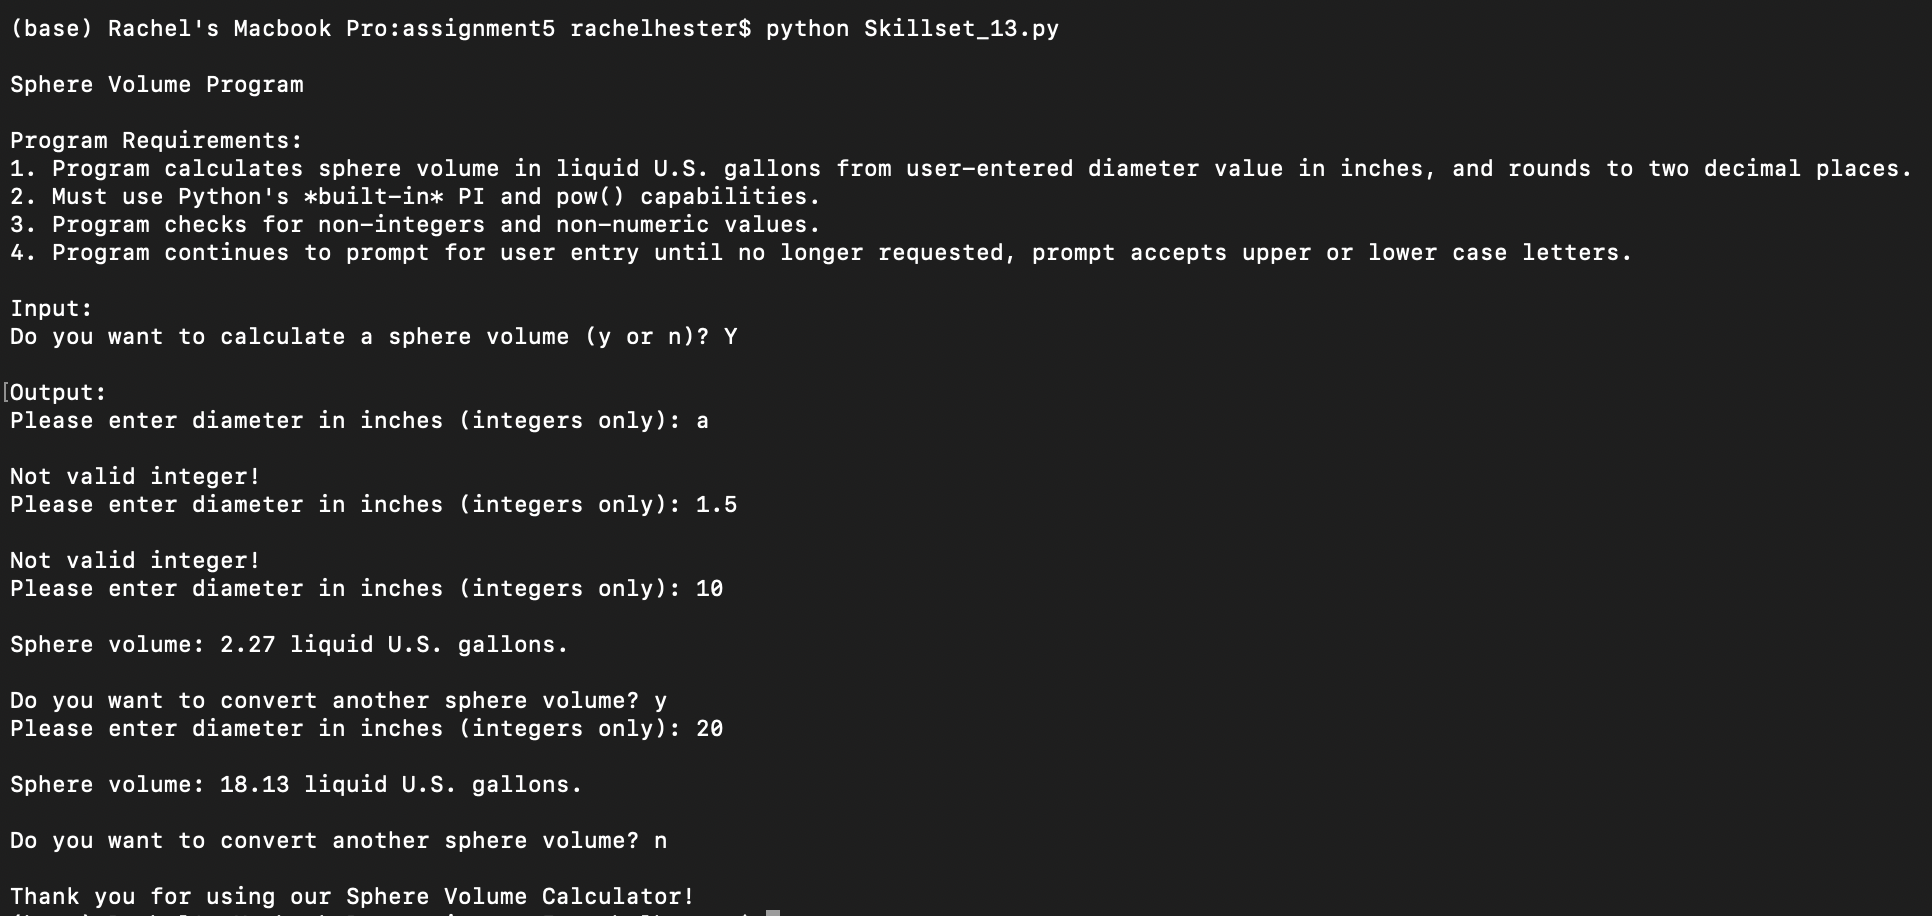 (base) Rachel's Macbook Pro:assignment5 rachelhester$ python Skillset_13.py
Sphere Volume Program
Program Requirements:
1. Program calculates sphere volume in liquid U.S. gallons from user-entered diameter value in inches, and rounds to two decimal places.
2. Must use Python's *built-in* PI and pow() capabilities.
3. Program checks for non-integers and non-numeric values.
4. Program continues to prompt for user entry until no longer requested, prompt accepts upper or lower case letters.
Input:
Do you want to calculate a sphere volume (y or n)? Y
[Output:
Please enter diameter in inches (integers only): a
Not valid integer!
Please enter diameter in inches (integers only): 1.5
Not valid integer!
Please enter diameter in inches (integers only): 10
Sphere volume: 2.27 liquid U.S. gallons.
Do you want to convert another sphere volume? y
Please enter diameter in inches (integers only): 20
Sphere volume: 18.13 liquid U.S. gallons.
Do you want to convert another sphere volume? n
Thank you for using our Sphere Volume Calculator!